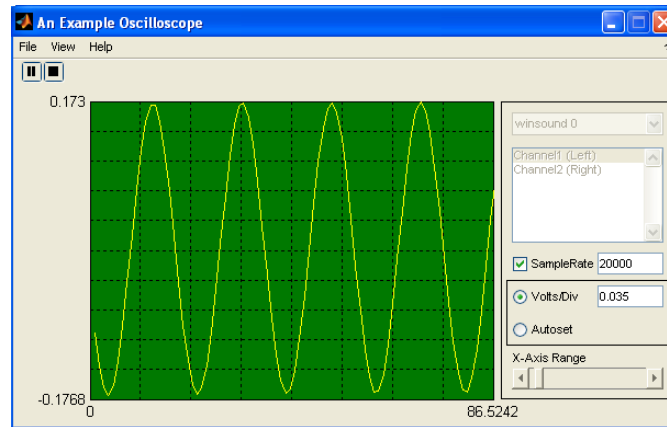 An Example Oscilloscope
File View Help
0.173
-0.1768
0
86.5242
winsound 0
Channel1 (Left)
Channel2 (Right)
SampleRate 20000
Volts/Div 0.035
Autoset
X-Axis Range